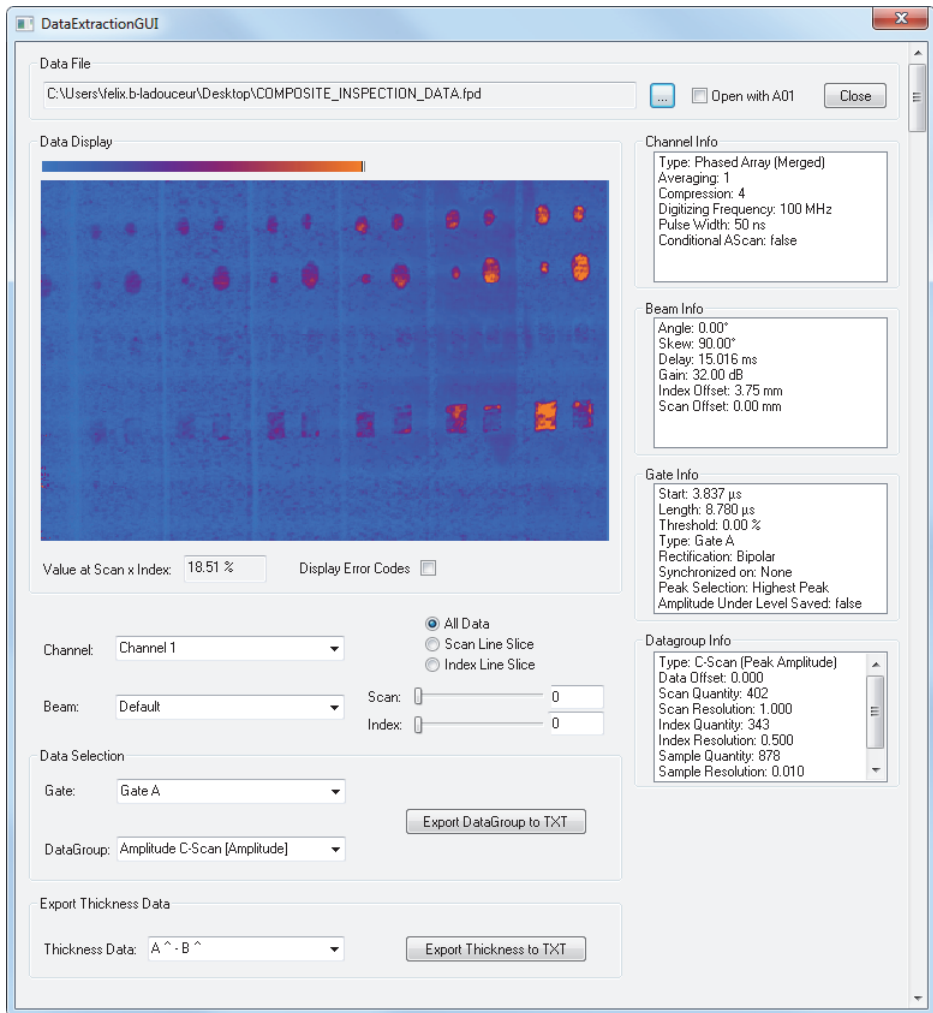 DataExtractionGUI
Data File
C:\Users\felix.b-ladouceur\Desktop\COMPOSITE_INSPECTION_DATA.fpd
...
Open with A01
Close
Data Display
Value at Scan x Index:
18.51 %
Display Error Codes
Channel:
Channel 1
Beam:
Default
All Data
Scan Line Slice
Index Line Slice
Scan:
0
Index:
0
Data Selection
Gate:
Gate A
DataGroup:
Amplitude C-Scan [Amplitude]
Export DataGroup to TXT
Export Thickness Data
Thickness Data:
A ^ - B ^
Export Thickness to TXT
Channel Info
Type: Phased Array (Merged)
Averaging: 1
Compression: 4
Digitizing Frequency: 100 MHz
Pulse Width: 50 ns
Conditional AScan: false
Beam Info
Angle: 0.00°
Skew: 90.00°
Delay: 15.016 ms
Gain: 32.00 dB
Index Offset: 3.75 mm
Scan Offset: 0.00 mm
Gate Info
Start: 3.837 µs
Length: 8.780 µs
Threshold: 0.00 %
Type: Gate A
Rectification: Bipolar
Synchronized on: None
Peak Selection: Highest Peak
Amplitude Under Level Saved: false
Datagroup Info
Type: C-Scan (Peak Amplitude)
Data Offset: 0.000
Scan Quantity: 402
Scan Resolution: 1.000
Index Quantity: 343
Index Resolution: 0.500
Sample Quantity: 878
Sample Resolution: 0.010